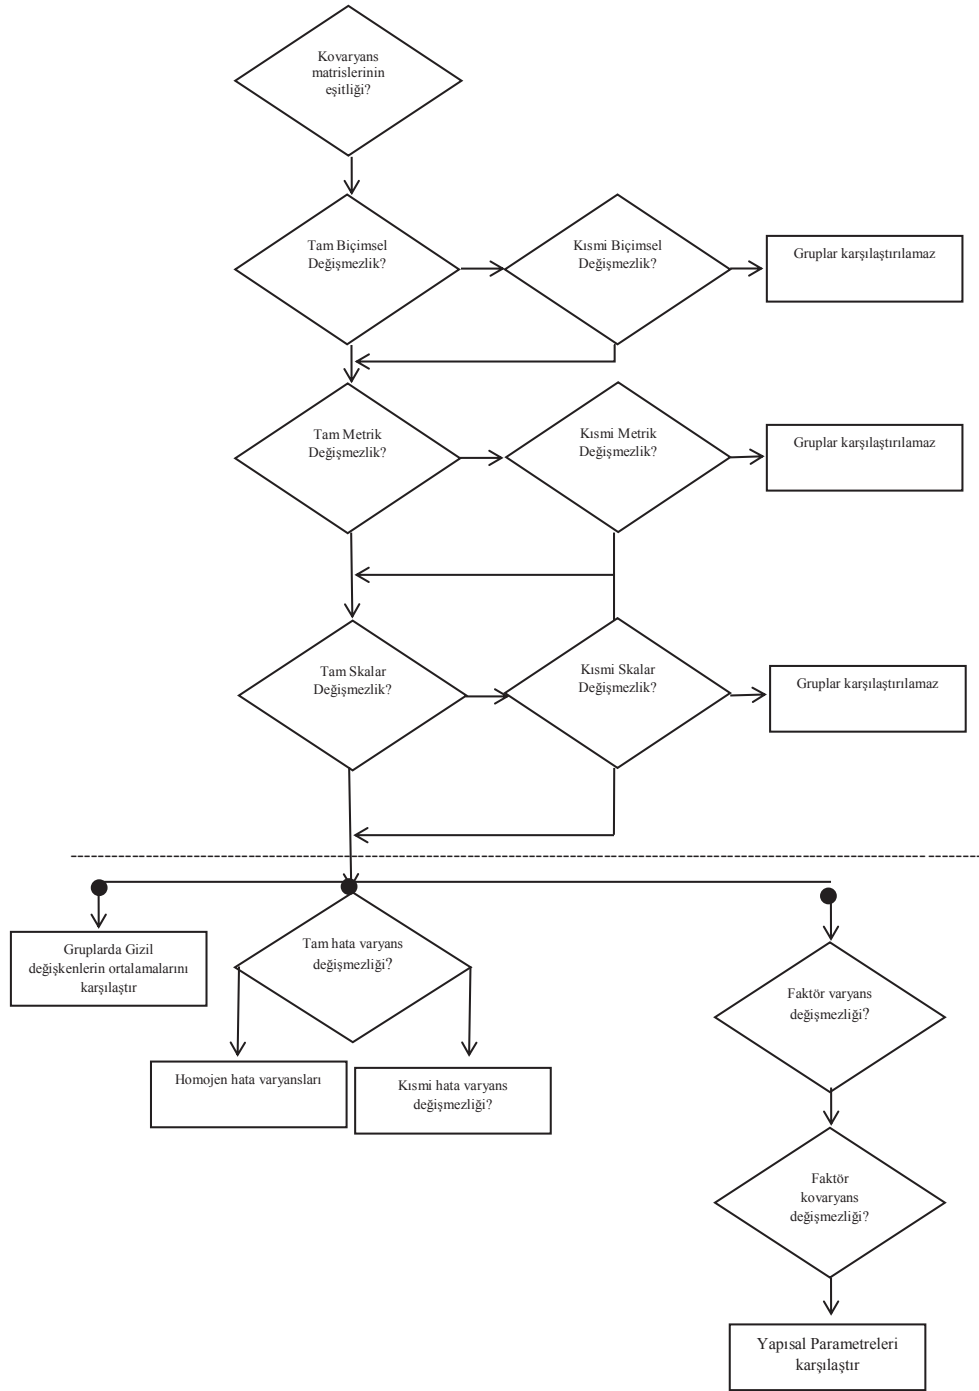 Kovaryans
matrislerinin
eşitliği?
Tam Biçimsel
Değişmezlik?
Kısmi Biçimsel
Değişmezlik?
Gruplar karşılaştırılamaz
Tam Metrik
Değişmezlik?
Kısmi Metrik
Değişmezlik?
Gruplar karşılaştırılamaz
Tam Skalar
Değişmezlik?
Kısmi Skalar
Değişmezlik?
Gruplar karşılaştırılamaz
Gruplarda Gizil
değişkenlerin ortalamalarını
karşılaştır
Tam hata varyans
değişmezliği?
Homojen hata varyansları
Kısmi hata varyans
değişmezliği?
Faktör varyans
değişmezliği?
Faktör
kovaryans
değişmezliği?
Yapısal Parametreleri
karşılaştır